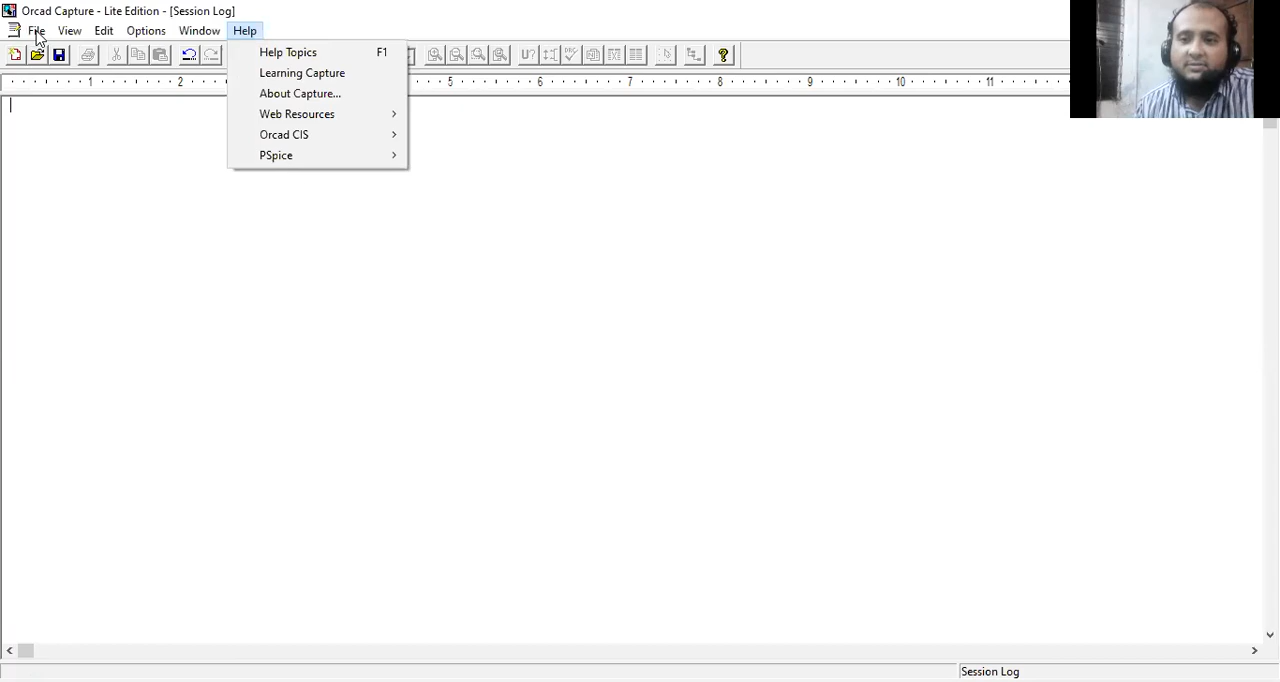 Orcad Capture - Lite Edition - [Session Log]
File View Edit Options Window Help
Help Topics F1
Learning Capture
About Capture...
Web Resources
Orcad CIS
PSpice
U?
1 2 5 6 7 8 9 10 11
Session Log